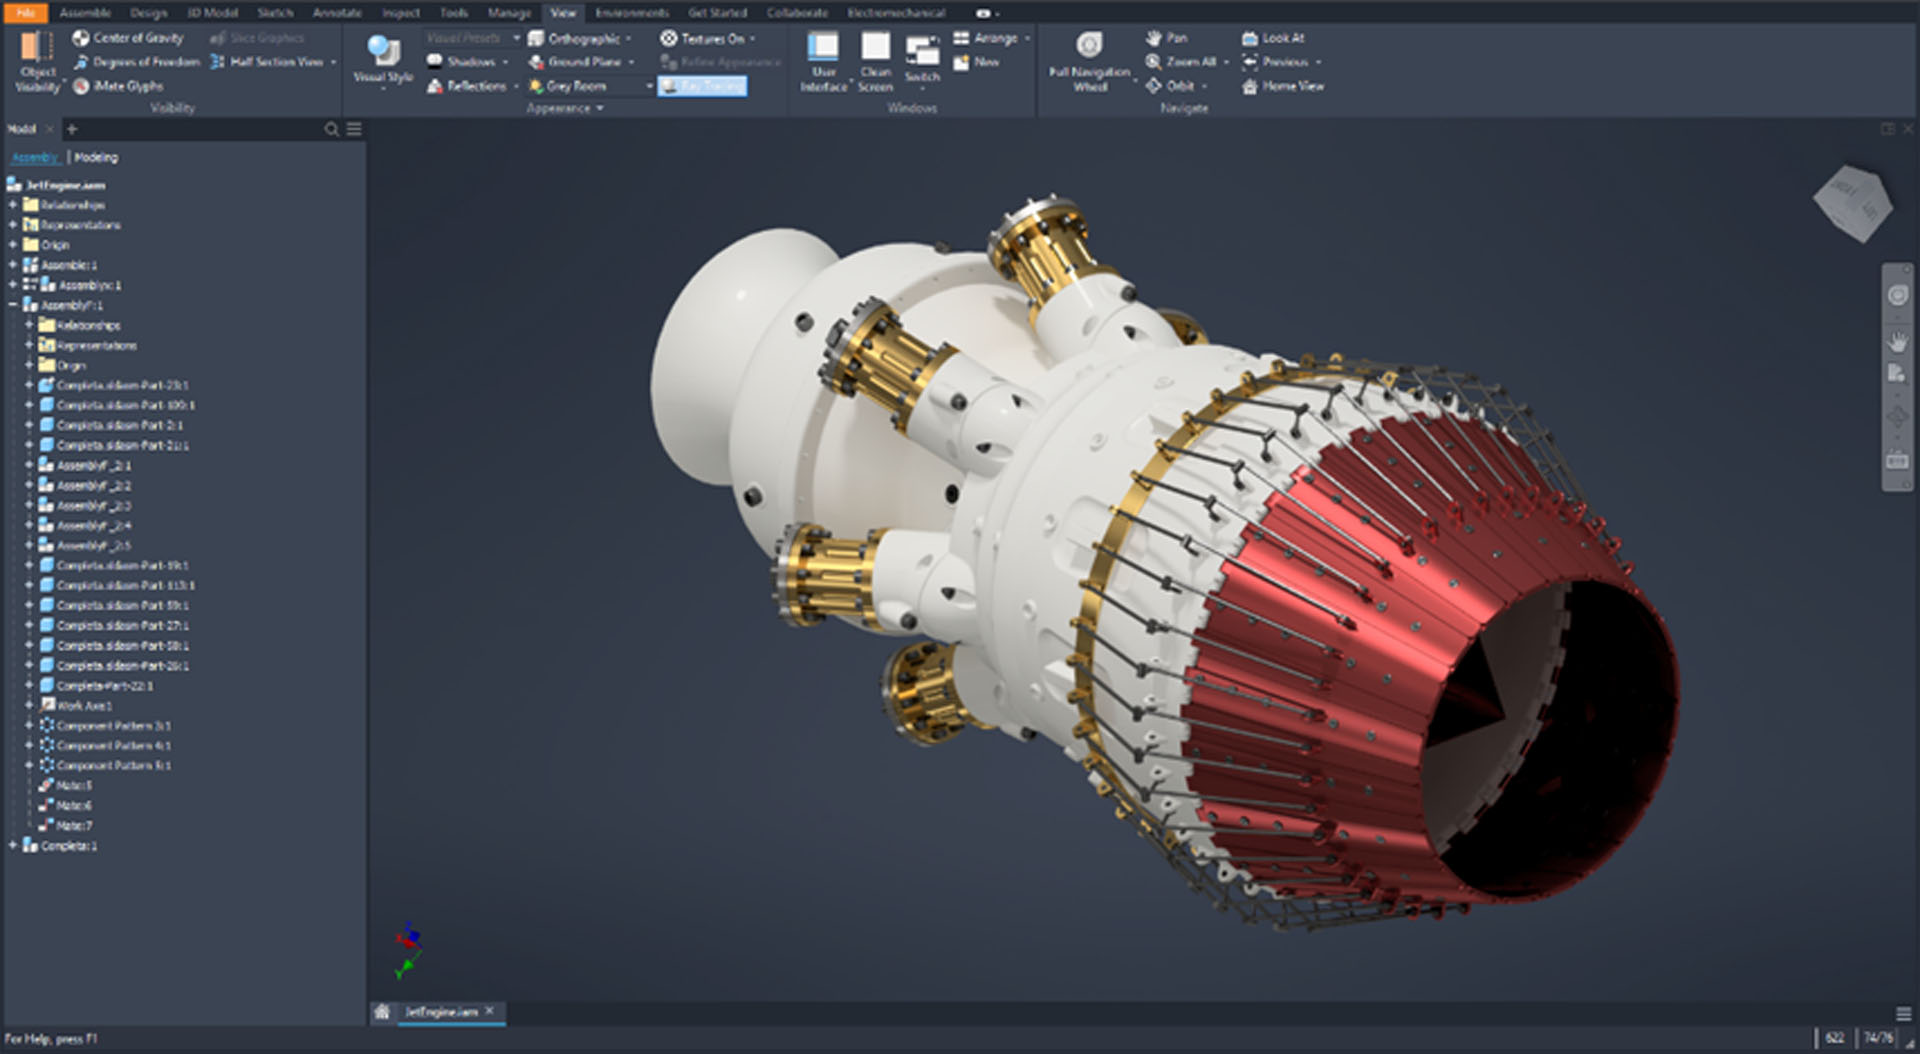 File Assemble Design 3D Model Sketch Annotate Inspect Tools Manage View Environments Get Started Collaborate Electromechanical
Object Visibility
Center of Gravity
Degrees of Freedom
iMate Glyphs
Slice Graphics
Half Section View
Visibility
Visual Style
Visual Presets
Shadows
Reflections
Orthographic
Ground Plane
Grey Room
Textures On
Refine Appearance
Ray Tracing
Appearance
User Interface
Clean Screen
Switch
Arrange
New
Windows
Full Navigation Wheel
Pan
Zoom All
Orbit
Look At
Previous
Home View
Navigate
Model
Assembly | Modeling
JetEngine.iam
Relationships
Representations
Origin
Assemble:1
AssemblyF:1
Relationships
Representations
Origin
Completa.sldasm-Part-23:1
Completa.sldasm-Part-109:1
Completa.sldasm-Part-2:1
Completa.sldasm-Part-21:1
AssemblyF_2:1
AssemblyF_2:2
AssemblyF_2:3
AssemblyF_2:4
AssemblyF_2:5
Completa.sldasm-Part-19:1
Completa.sldasm-Part-113:1
Completa.sldasm-Part-59:1
Completa.sldasm-Part-27:1
Completa.sldasm-Part-58:1
Completa.sldasm-Part-26:1
Completa-Part-22:1
Work Axis1
Component Pattern 3:1
Component Pattern 4:1
Component Pattern 5:1
Mate:5
Mate:6
Mate:7
Completa:1
JetEngine.iam
For Help, press F1
622 74/76